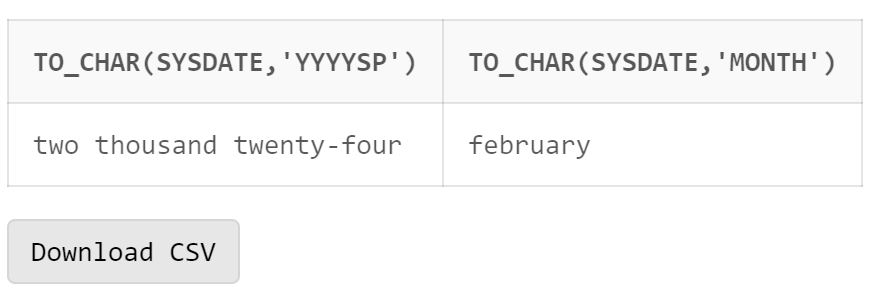 TO_CHAR(SYSDATE,'YYYYSP') TO_CHAR(SYSDATE,'MONTH')
two thousand twenty-four february
Download CSV